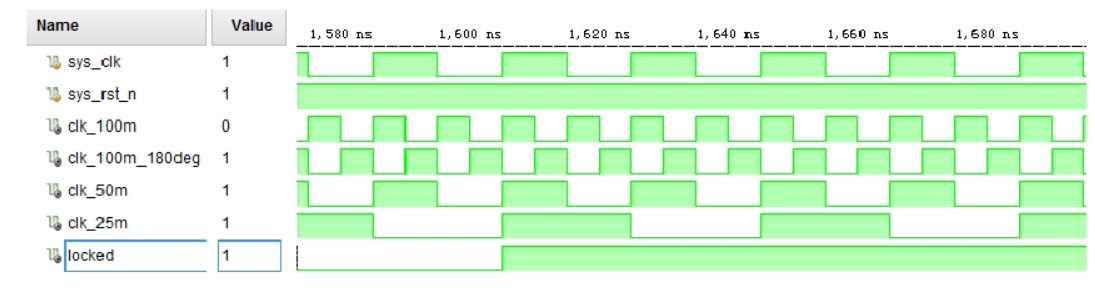 Name Value 1,580 ns 1,600 ns 1,620 ns 1,640 ns 1,660 ns 1,680 ns
sys_clk 1
sys_rst_n 1
clk_100m 0
clk_100m_180deg 1
clk_50m 1
clk_25m 1
locked 1